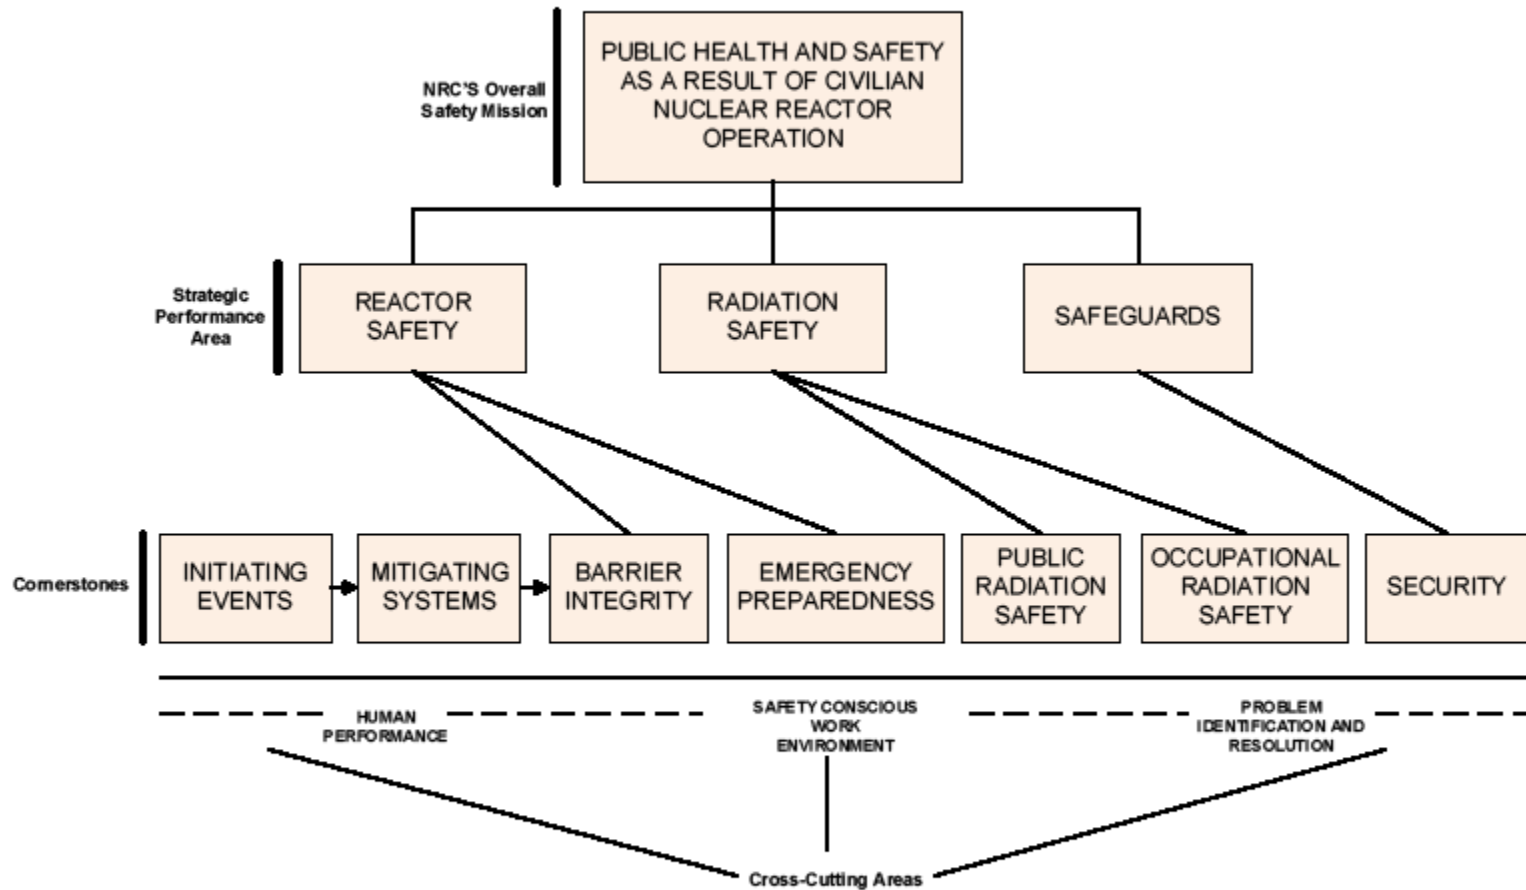 NRC'S Overall
Safety Mission
PUBLIC HEALTH AND SAFETY
AS A RESULT OF CIVILIAN
NUCLEAR REACTOR
OPERATION
Strategic
Performance
Area
REACTOR
SAFETY
RADIATION
SAFETY
SAFEGUARDS
Cornerstones
INITIATING
EVENTS
MITIGATING
SYSTEMS
BARRIER
INTEGRITY
EMERGENCY
PREPAREDNESS
PUBLIC
RADIATION
SAFETY
OCCUPATIONAL
RADIATION
SAFETY
SECURITY
HUMAN
PERFORMANCE
SAFETY CONSCIOUS
WORK
ENVIRONMENT
PROBLEM
IDENTIFICATION AND
RESOLUTION
Cross-Cutting Areas